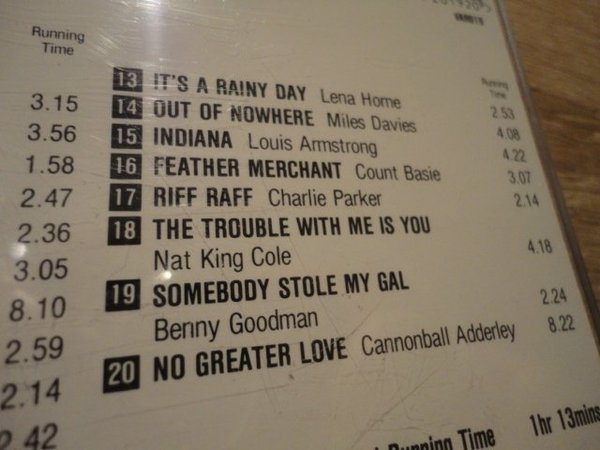 Running
Time
3.15
3.56
1.58
2.47
2.36
3.05
8.10
2.59
2.14
2.42
Running
Time
13 IT'S A RAINY DAY Lena Horne 2.53
14 OUT OF NOWHERE Miles Davies 4.08
15 INDIANA Louis Armstrong 4.22
16 FEATHER MERCHANT Count Basie 3.07
17 RIFF RAFF Charlie Parker 2.14
18 THE TROUBLE WITH ME IS YOU
Nat King Cole 4.18
19 SOMEBODY STOLE MY GAL
Benny Goodman 2.24
20 NO GREATER LOVE Cannonball Adderley 8.22
Running Time 1hr 13mins